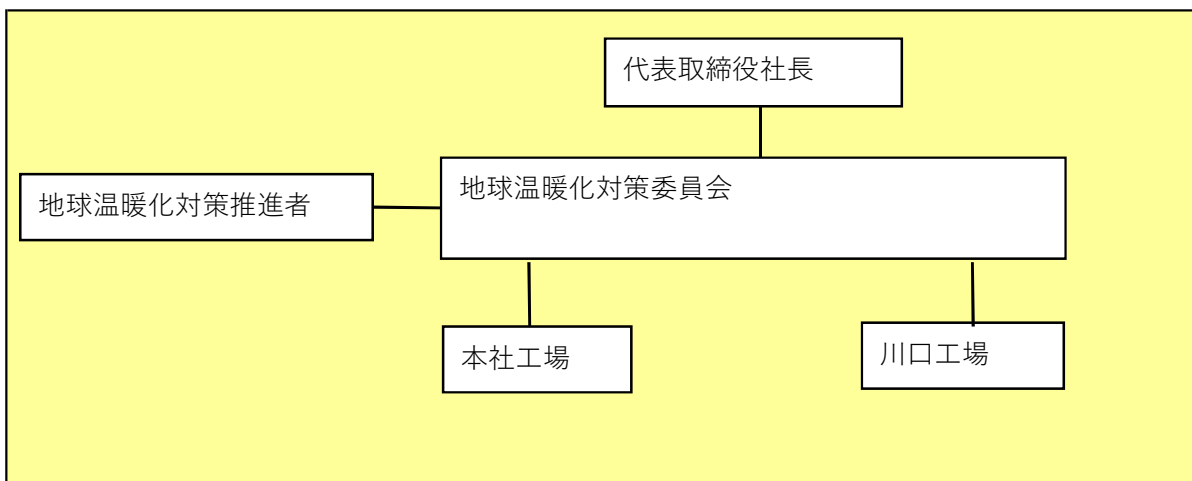 代表取締役社長
地球温暖化対策委員会
地球温暖化対策推進者
本社工場
川口工場